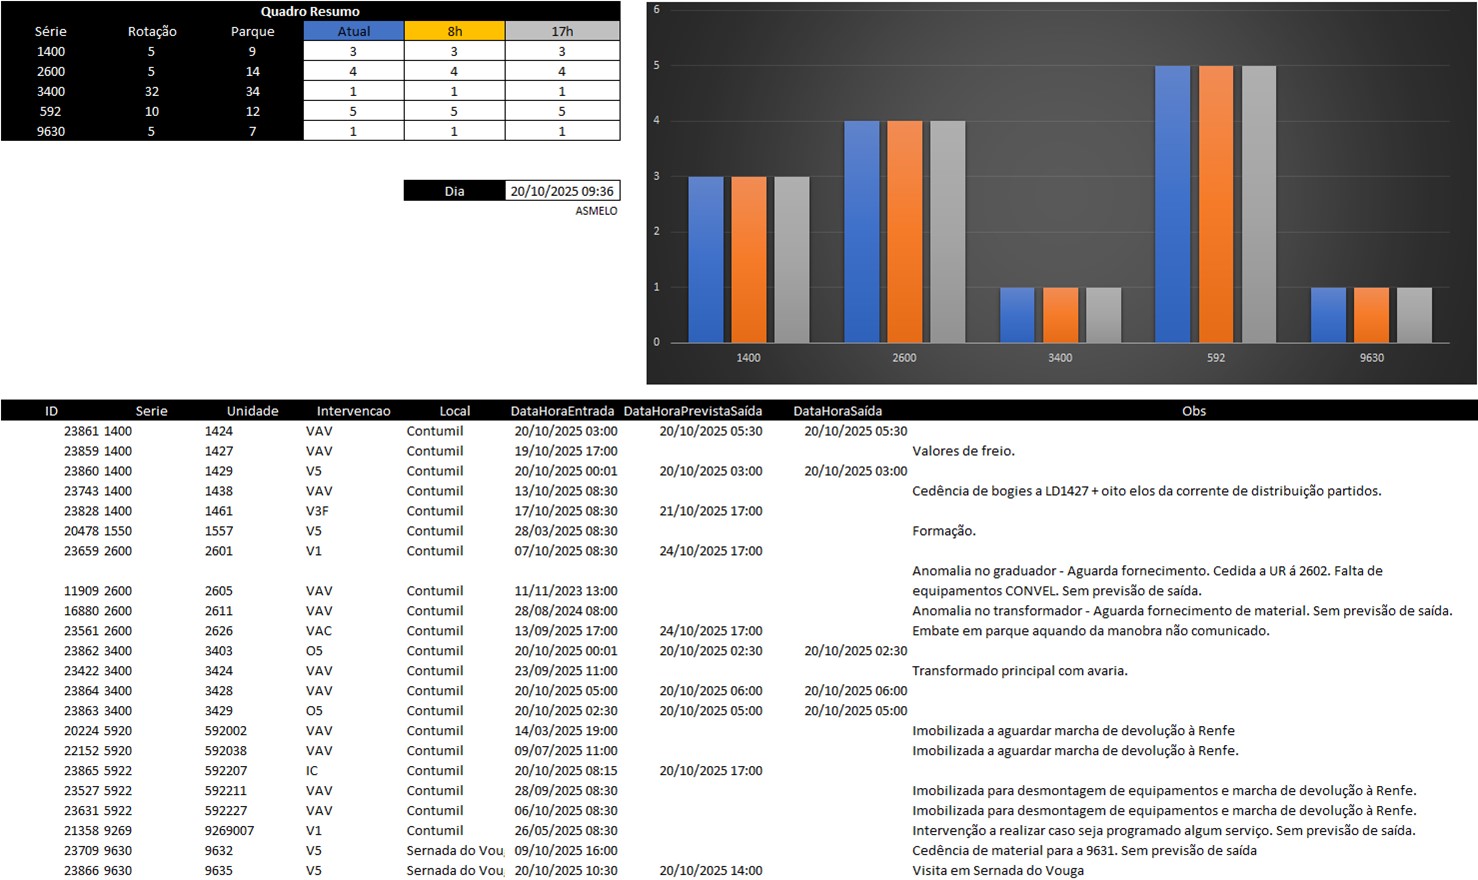 Quadro Resumo
Série Rotação Parque Atual 8h 17h
1400 5 9 3 3 3
2600 5 14 4 4 4
3400 32 34 1 1 1
592 10 12 5 5 5
9630 5 7 1 1 1
Dia 20/10/2025 09:36
ASMELO
6
5
4
3
2
1
0
1400 2600 3400 592 9630
ID Serie Unidade Intervencao Local DataHoraEntrada DataHoraPrevistaSaída DataHoraSaída Obs
23861 1400 1424 VAV Contumil 20/10/2025 03:00 20/10/2025 05:30 20/10/2025 05:30
23859 1400 1427 VAV Contumil 19/10/2025 17:00 Valores de freio.
23860 1400 1429 V5 Contumil 20/10/2025 00:01 20/10/2025 03:00 20/10/2025 03:00
23743 1400 1438 VAV Contumil 13/10/2025 08:30 Cedência de bogies a LD1427 + oito elos da corrente de distribuição partidos.
23828 1400 1461 V3F Contumil 17/10/2025 08:30 21/10/2025 17:00
20478 1550 1557 V5 Contumil 28/03/2025 08:30 Formação.
23659 2600 2601 V1 Contumil 07/10/2025 08:30 24/10/2025 17:00
Anomalia no graduador - Aguarda fornecimento. Cedida a UR á 2602. Falta de
11909 2600 2605 VAV Contumil 11/11/2023 13:00 equipamentos CONVEL. Sem previsão de saída.
16880 2600 2611 VAV Contumil 28/08/2024 08:00 Anomalia no transformador - Aguarda fornecimento de material. Sem previsão de saída.
23561 2600 2626 VAC Contumil 13/09/2025 17:00 24/10/2025 17:00 Embate em parque aquando da manobra não comunicado.
23862 3400 3403 O5 Contumil 20/10/2025 00:01 20/10/2025 02:30 20/10/2025 02:30
23422 3400 3424 VAV Contumil 23/09/2025 11:00 Transformado principal com avaria.
23864 3400 3428 VAV Contumil 20/10/2025 05:00 20/10/2025 06:00 20/10/2025 06:00
23863 3400 3429 O5 Contumil 20/10/2025 02:30 20/10/2025 05:00 20/10/2025 05:00
20224 5920 592002 VAV Contumil 14/03/2025 19:00 Imobilizada a aguardar marcha de devolução à Renfe
22152 5920 592038 VAV Contumil 09/07/2025 11:00 Imobilizada a aguardar marcha de devolução à Renfe.
23865 5922 592207 IC Contumil 20/10/2025 08:15 20/10/2025 17:00
23527 5922 592211 VAV Contumil 28/09/2025 08:30 Imobilizada para desmontagem de equipamentos e marcha de devolução à Renfe.
23631 5922 592227 VAV Contumil 06/10/2025 08:30 Imobilizada para desmontagem de equipamentos e marcha de devolução à Renfe.
21358 9269 9269007 V1 Contumil 26/05/2025 08:30 Intervenção a realizar caso seja programado algum serviço. Sem previsão de saída.
23709 9630 9632 V5 Sernada do Vou 09/10/2025 16:00 Cedência de material para a 9631. Sem previsão de saída
23866 9630 9635 V5 Sernada do Vou 20/10/2025 10:30 20/10/2025 14:00 Visita em Sernada do Vouga